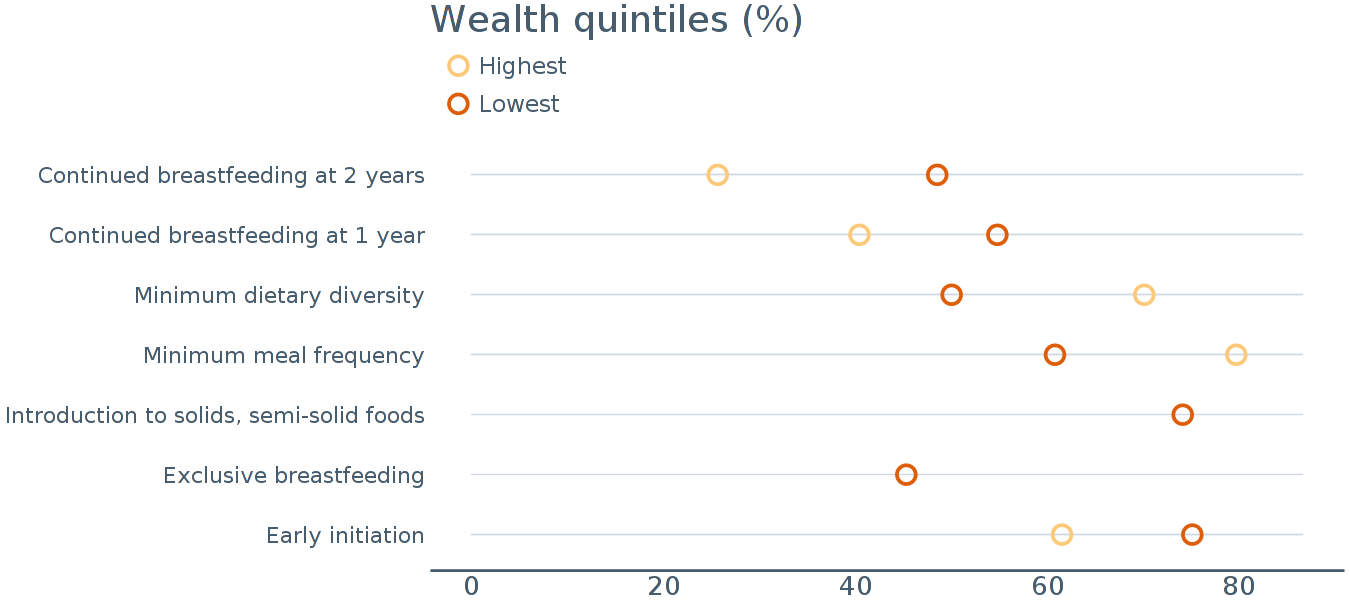 Wealth quintiles (%)
Highest
Lowest
Continued breastfeeding at 2 years
Continued breastfeeding at 1 year
Minimum dietary diversity
Minimum meal frequency
Introduction to solids, semi-solid foods
Exclusive breastfeeding
Early initiation
0 20 40 60 80